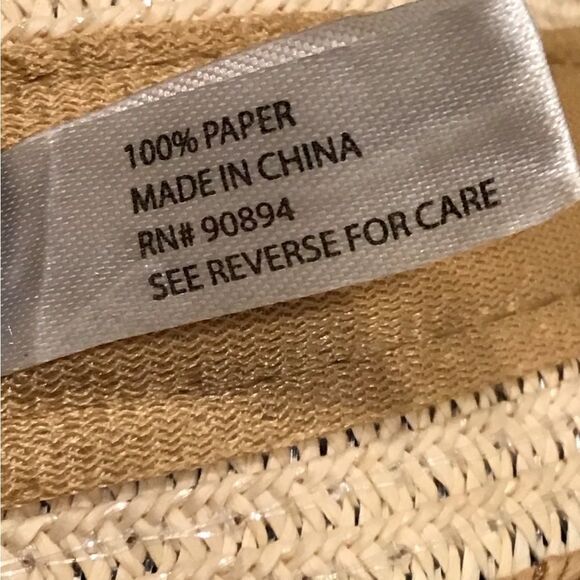 100% PAPER
MADE IN CHINA
RN# 90894
SEE REVERSE FOR CARE